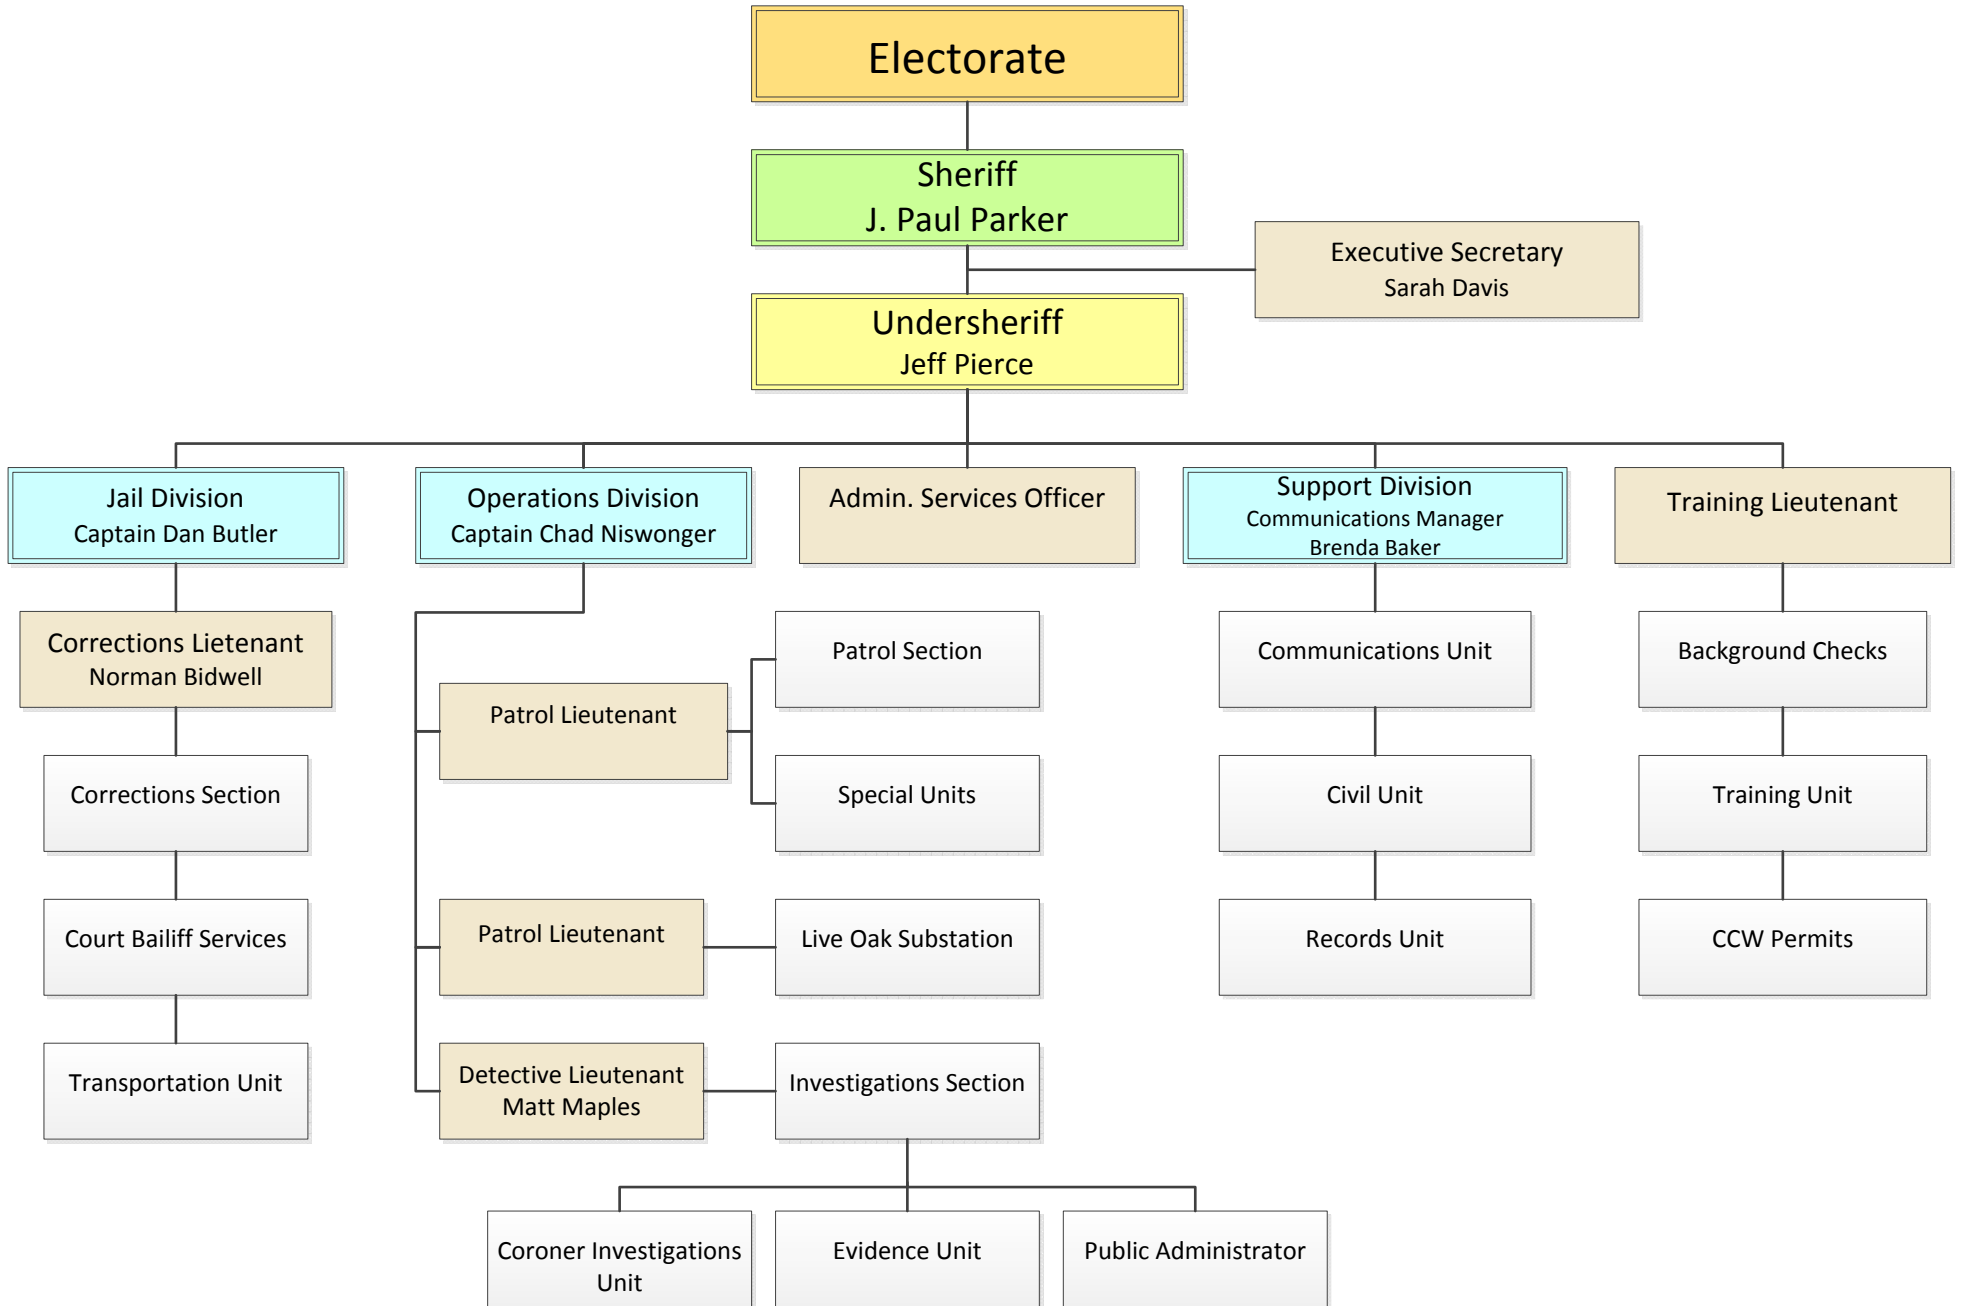 Electorate
Sheriff
J. Paul Parker
Executive Secretary
Sarah Davis
Undersheriff
Jeff Pierce
Jail Division
Captain Dan Butler
Operations Division
Captain Chad Niswonger
Admin. Services Officer
Support Division
Communications Manager
Brenda Baker
Training Lieutenant
Corrections Lietenant
Norman Bidwell
Patrol Section
Communications Unit
Background Checks
Patrol Lieutenant
Corrections Section
Special Units
Civil Unit
Training Unit
Court Bailiff Services
Patrol Lieutenant
Live Oak Substation
Records Unit
CCW Permits
Transportation Unit
Detective Lieutenant
Matt Maples
Investigations Section
Coroner Investigations
Unit
Evidence Unit
Public Administrator